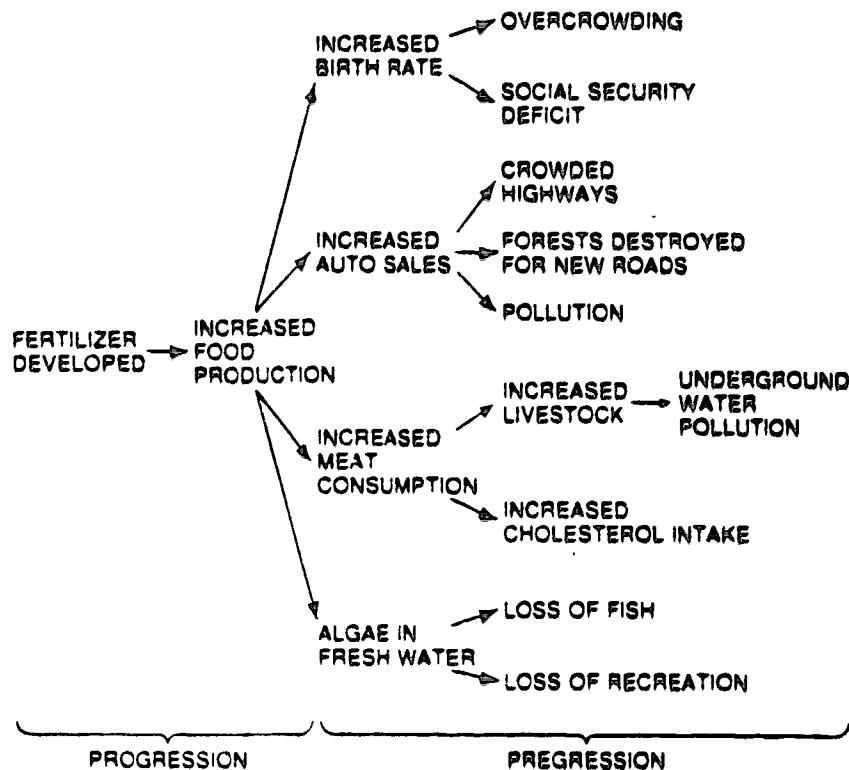 OVERCROWDING
INCREASED
BIRTH RATE
SOCIAL SECURITY
DEFICIT
CROWDED
HIGHWAYS
INCREASED
AUTO SALES
FORESTS DESTROYED
FOR NEW ROADS
POLLUTION
FERTILIZER
DEVELOPED
INCREASED
FOOD
PRODUCTION
INCREASED
MEAT
CONSUMPTION
INCREASED
LIVESTOCK
UNDERGROUND
WATER
POLLUTION
INCREASED
CHOLESTEROL INTAKE
ALGAE IN
FRESH WATER
LOSS OF FISH
LOSS OF RECREATION
PROGRESSION
PREGRESSION